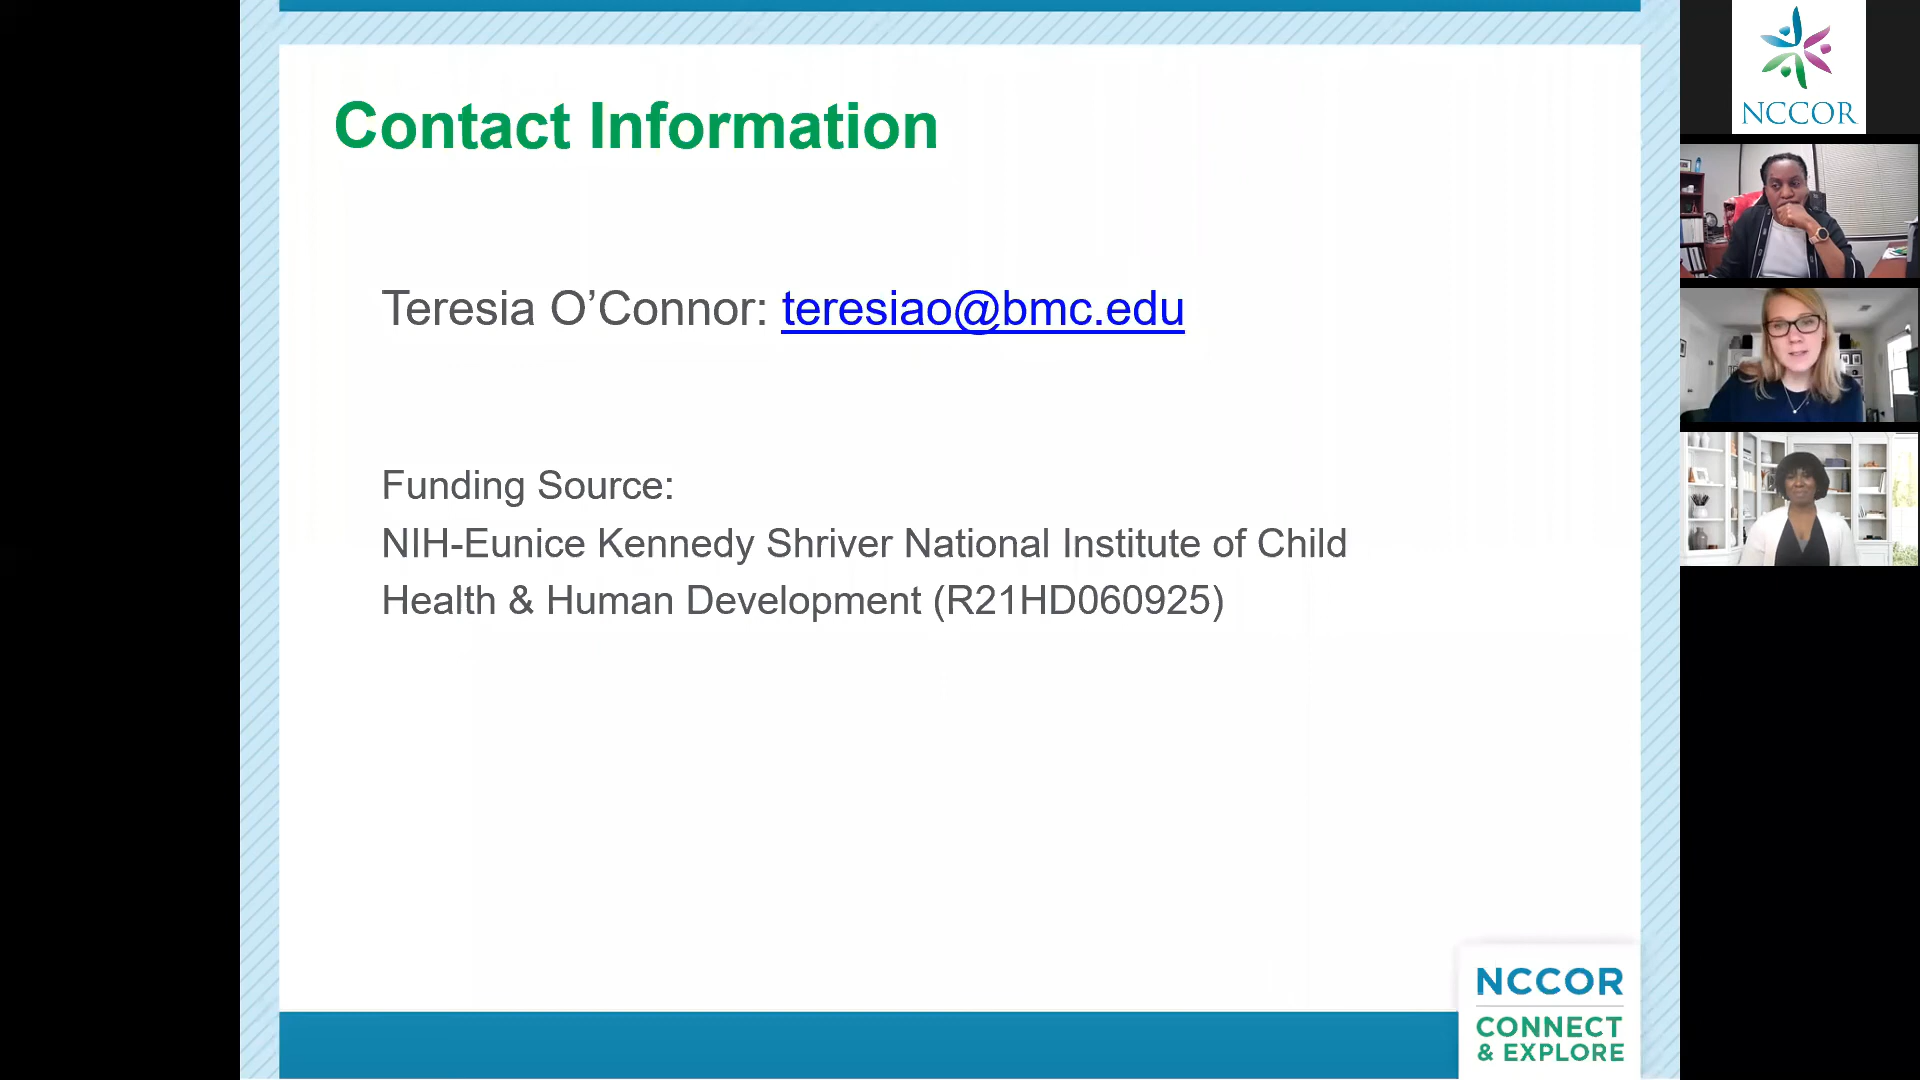 Contact Information
Teresia O’Connor: teresiao@bmc.edu
Funding Source:
NIH-Eunice Kennedy Shriver National Institute of Child
Health & Human Development (R21HD060925)
NCCOR
CONNECT
& EXPLORE
NCCOR